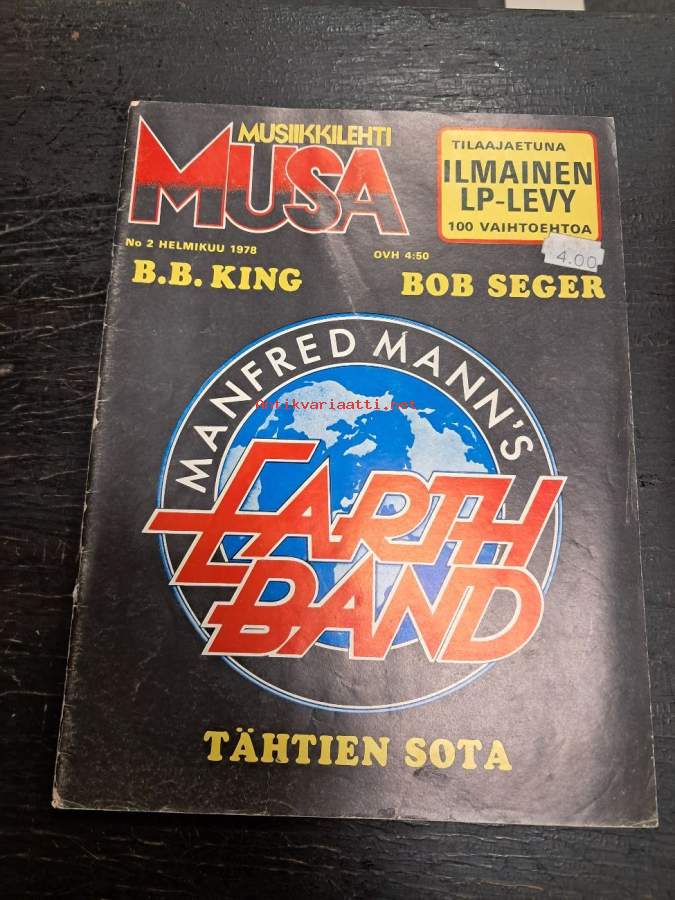 MUSIIKKILEHTI
MUSA
TILAAJAETUNA
ILMAINEN
LP-LEVY
100 VAIHTOEHTOA
No 2 HELMIKUU 1978
OVH 4:50
4.00
B.B. KING
BOB SEGER
MANFRED MANN'S
Antikvariaatti.net
EARTH
BAND
TÄHTIEN SOTA